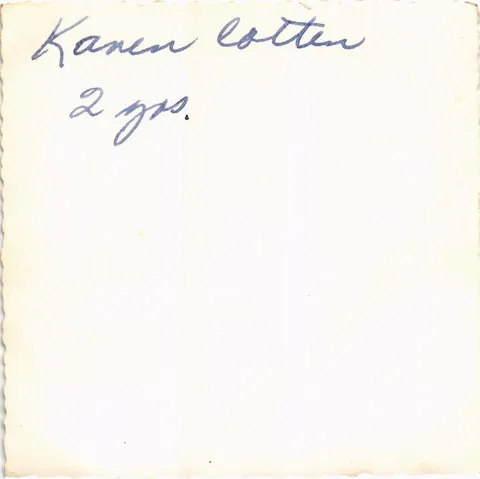 Karen Cotten
2 yrs.